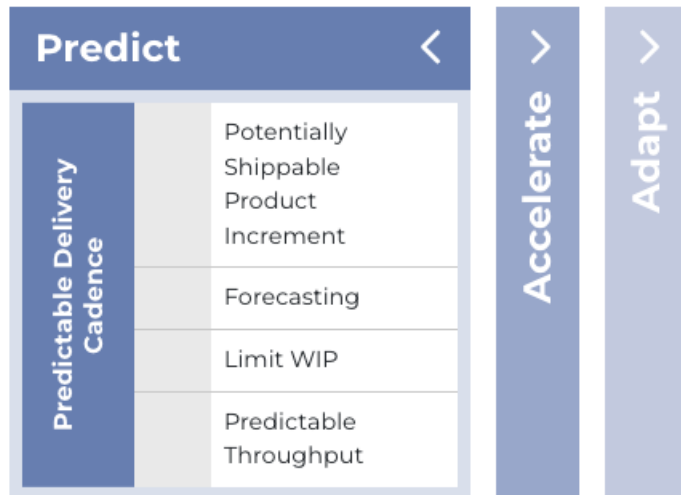 Predict
Predictable Delivery
Cadence
Potentially
Shippable
Product
Increment
Forecasting
Limit WIP
Predictable
Throughput
Accelerate
Adapt